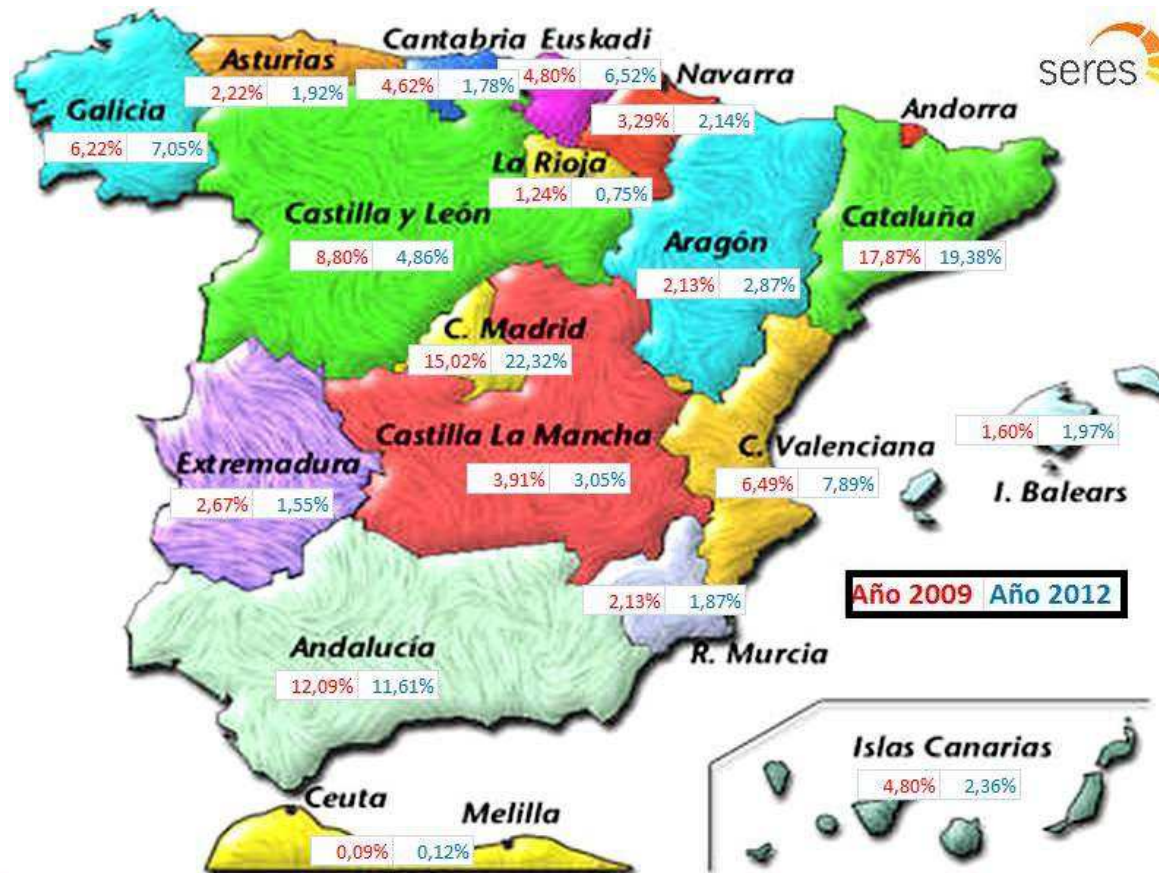 seres
Asturias
2,22% 1,92%
Cantabria
4,62% 1,78%
Euskadi
4,80% 6,52%
Navarra
3,29% 2,14%
Andorra
Galicia
6,22% 7,05%
La Rioja
1,24% 0,75%
Castilla y León
8,80% 4,86%
Aragón
2,13% 2,87%
Cataluña
17,87% 19,38%
C. Madrid
15,02% 22,32%
Castilla La Mancha
3,91% 3,05%
Extremadura
2,67% 1,55%
C. Valenciana
6,49% 7,89%
1,60% 1,97%
I. Balears
Año 2009 Año 2012
2,13% 1,87%
R. Murcia
Andalucía
12,09% 11,61%
Islas Canarias
4,80% 2,36%
Ceuta
Melilla
0,09% 0,12%